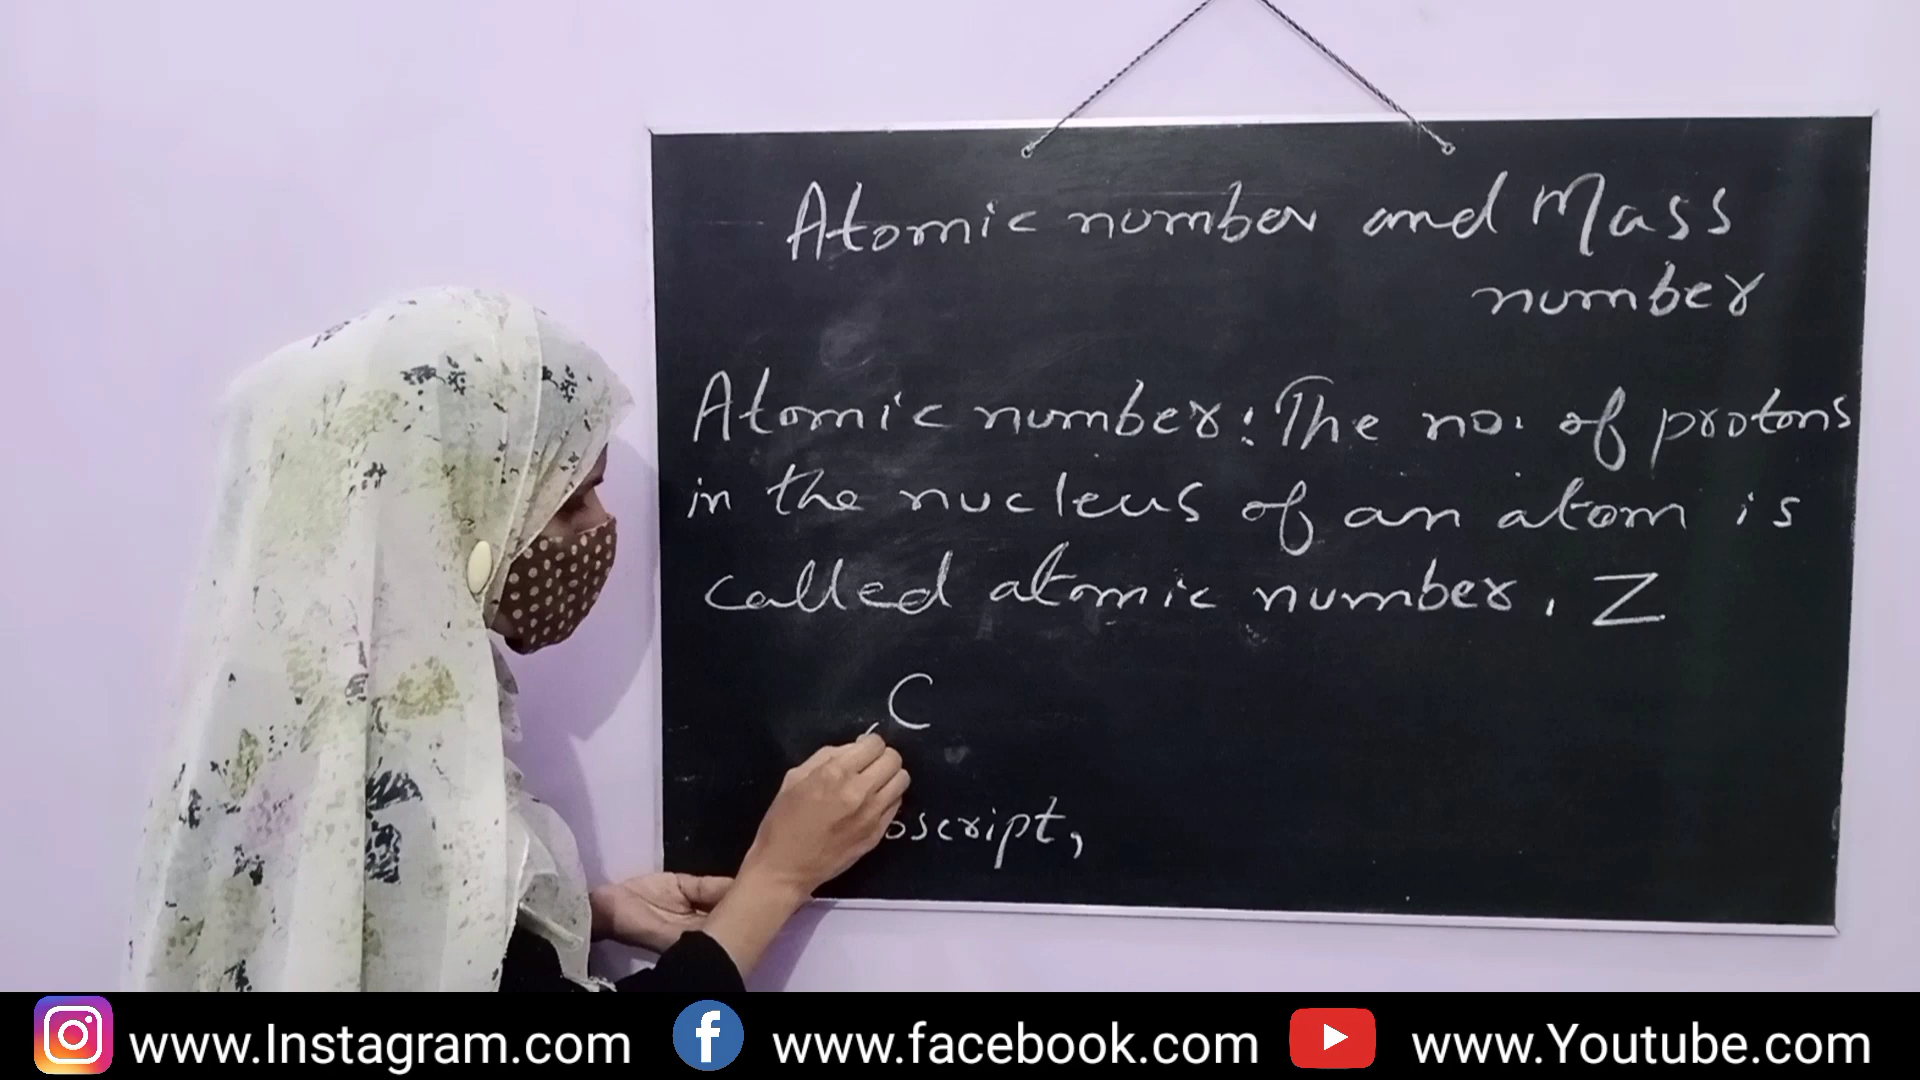 Atomic number and Mass
number
Atomic number: The no. of protons
in the nucleus of an atom is
called atomic number. Z
C
oscript,
www.Instagram.com www.facebook.com www.Youtube.com